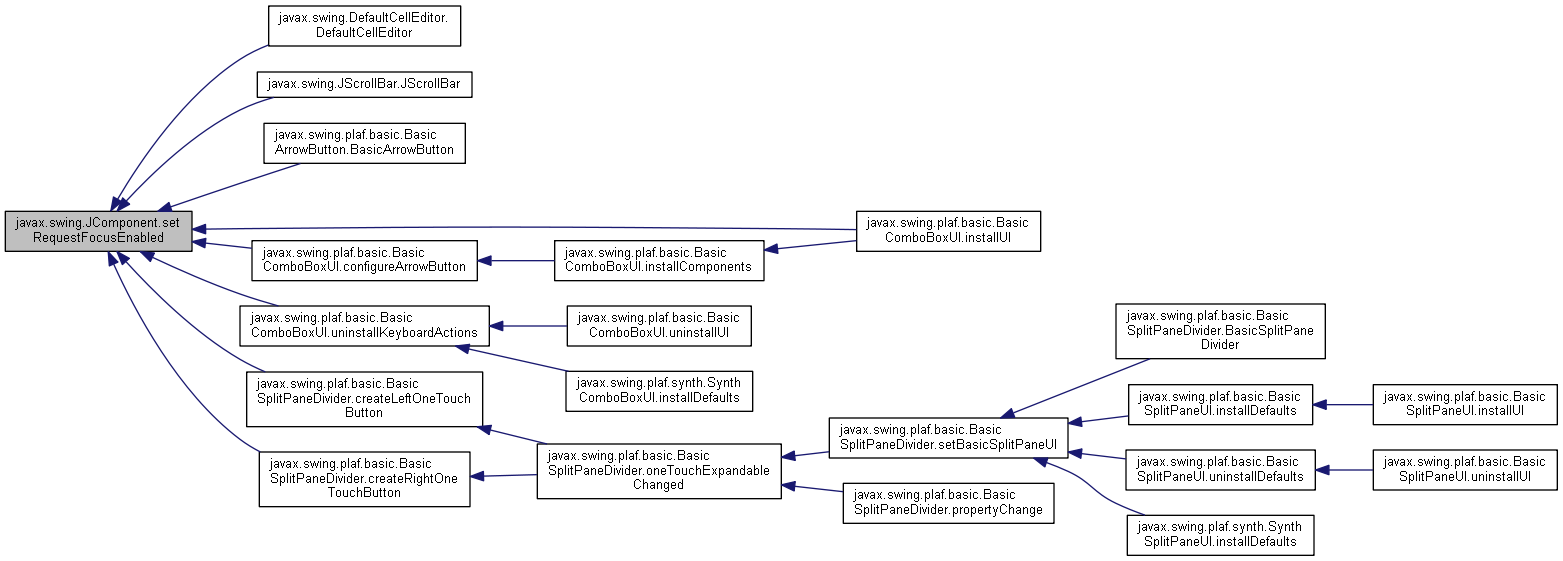 javax.swing.DefaultCellEditor.
DefaultCellEditor
javax.swing.JScrollBar.JScrollBar
javax.swing.plaf.basic.Basic
ArrowButton.BasicArrowButton
javax.swing.JComponent.set
RequestFocusEnabled
javax.swing.plaf.basic.Basic
ComboBoxUI.installUI
javax.swing.plaf.basic.Basic
ComboBoxUI.configureArrowButton
javax.swing.plaf.basic.Basic
ComboBoxUI.installComponents
javax.swing.plaf.basic.Basic
ComboBoxUI.uninstallKeyboardActions
javax.swing.plaf.basic.Basic
ComboBoxUI.uninstallUI
javax.swing.plaf.synth.Synth
ComboBoxUI.installDefaults
javax.swing.plaf.basic.Basic
SplitPaneDivider.createLeftOneTouch
Button
javax.swing.plaf.basic.Basic
SplitPaneDivider.createRightOne
TouchButton
javax.swing.plaf.basic.Basic
SplitPaneDivider.oneTouchExpandable
Changed
javax.swing.plaf.basic.Basic
SplitPaneDivider.setBasicSplitPaneUI
javax.swing.plaf.basic.Basic
SplitPaneDivider.propertyChange
javax.swing.plaf.basic.Basic
SplitPaneDivider.BasicSplitPane
Divider
javax.swing.plaf.basic.Basic
SplitPaneUI.installDefaults
javax.swing.plaf.basic.Basic
SplitPaneUI.installUI
javax.swing.plaf.basic.Basic
SplitPaneUI.uninstallDefaults
javax.swing.plaf.basic.Basic
SplitPaneUI.uninstallUI
javax.swing.plaf.synth.Synth
SplitPaneUI.installDefaults